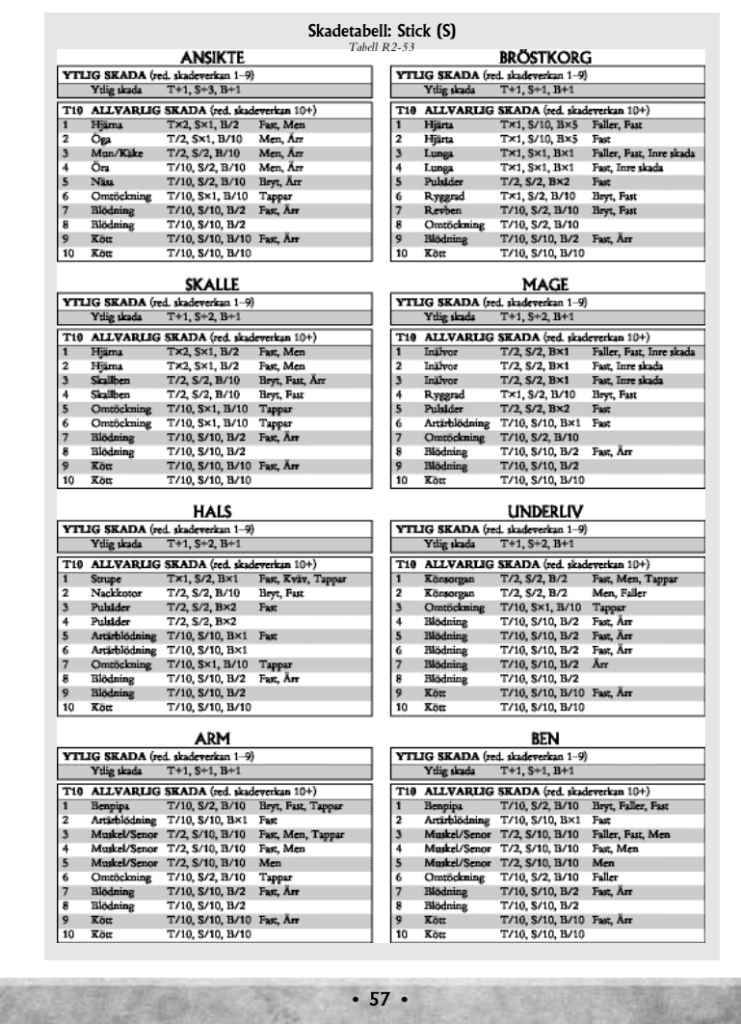 Skadetabell: Stick (S)
Tabell R2-53
ANSIKTE
YTLIG SKADA (red. skadeverkan 1–9)
Ytlig skada T+1, S+3, B+1
T10 ALLVARLIG SKADA (red. skadeverkan 10+)
1 Hjärna T×2, S×1, B/2 Fast, Men
2 Öga T/2, S×1, B/10 Men, Ärr
3 Mun/Käke T/2, S/2, B/10 Men, Ärr
4 Öra T/10, S/2, B/10 Men, Ärr
5 Näsa T/10, S/2, B/10 Bryt, Ärr
6 Omtöckning T/10, S×1, B/10 Tappar
7 Blödning T/10, S/10, B/2 Fast, Ärr
8 Blödning T/10, S/10, B/2
9 Kött T/10, S/10, B/10 Fast, Ärr
10 Kött T/10, S/10, B/10
BRÖSTKORG
YTLIG SKADA (red. skadeverkan 1–9)
Ytlig skada T+1, S+1, B+1
T10 ALLVARLIG SKADA (red. skadeverkan 10+)
1 Hjärta T×1, S/10, B×5 Faller, Fast
2 Hjärta T×1, S/10, B×5 Fast
3 Lunga T×1, S×1, B×1 Faller, Fast, Inre skada
4 Lunga T×1, S×1, B×1 Fast, Inre skada
5 Pulsåder T/2, S/2, B×2 Fast
6 Ryggrad T×1, S/2, B/10 Bryt, Fast
7 Revben T/10, S/2, B/10 Bryt, Fast
8 Omtöckning T/10, S/2, B/10
9 Blödning T/10, S/10, B/2 Fast, Ärr
10 Kött T/10, S/10, B/10
SKALLE
YTLIG SKADA (red. skadeverkan 1–9)
Ytlig skada T+1, S+2, B+1
T10 ALLVARLIG SKADA (red. skadeverkan 10+)
1 Hjärna T×2, S×1, B/2 Fast, Men
2 Hjärna T×2, S×1, B/2 Fast, Men
3 Skallben T/2, S/2, B/10 Bryt, Fast, Ärr
4 Skallben T/2, S/2, B/10 Bryt, Fast
5 Omtöckning T/10, S×1, B/10 Tappar
6 Omtöckning T/10, S×1, B/10 Tappar
7 Blödning T/10, S/10, B/2 Fast, Ärr
8 Blödning T/10, S/10, B/2
9 Kött T/10, S/10, B/10 Fast, Ärr
10 Kött T/10, S/10, B/10
MAGE
YTLIG SKADA (red. skadeverkan 1–9)
Ytlig skada T+1, S+2, B+1
T10 ALLVARLIG SKADA (red. skadeverkan 10+)
1 Inälvor T/2, S/2, B×1 Faller, Fast, Inre skada
2 Inälvor T/2, S/2, B×1 Fast, Inre skada
3 Inälvor T/2, S/2, B×1 Fast, Inre skada
4 Ryggrad T×1, S/2, B/10 Bryt, Fast
5 Pulsåder T/2, S/2, B×2 Fast
6 Artärblödning T/10, S/10, B×1 Fast
7 Omtöckning T/10, S/2, B/10
8 Blödning T/10, S/10, B/2 Fast, Ärr
9 Blödning T/10, S/10, B/2
10 Kött T/10, S/10, B/10
HALS
YTLIG SKADA (red. skadeverkan 1–9)
Ytlig skada T+1, S+2, B+1
T10 ALLVARLIG SKADA (red. skadeverkan 10+)
1 Strupe T×1, S/2, B×1 Fast, Kväv, Tappar
2 Nackkotor T/2, S/2, B/10 Bryt, Fast
3 Pulsåder T/2, S/2, B×2 Fast
4 Pulsåder T/2, S/2, B×2
5 Artärblödning T/10, S/10, B×1 Fast
6 Artärblödning T/10, S/10, B×1
7 Omtöckning T/10, S×1, B/10 Tappar
8 Blödning T/10, S/10, B/2 Fast, Ärr
9 Blödning T/10, S/10, B/2
10 Kött T/10, S/10, B/10
UNDERLIV
YTLIG SKADA (red. skadeverkan 1–9)
Ytlig skada T+1, S+2, B+1
T10 ALLVARLIG SKADA (red. skadeverkan 10+)
1 Könsorgan T/2, S/2, B/2 Fast, Men, Tappar
2 Könsorgan T/2, S/2, B/2 Men, Faller
3 Omtöckning T/10, S×1, B/10 Tappar
4 Blödning T/10, S/10, B/2 Fast, Ärr
5 Blödning T/10, S/10, B/2 Fast, Ärr
6 Blödning T/10, S/10, B/2 Fast, Ärr
7 Blödning T/10, S/10, B/2 Ärr
8 Blödning T/10, S/10, B/2
9 Kött T/10, S/10, B/10 Fast, Ärr
10 Kött T/10, S/10, B/10
ARM
YTLIG SKADA (red. skadeverkan 1–9)
Ytlig skada T+1, S+1, B+1
T10 ALLVARLIG SKADA (red. skadeverkan 10+)
1 Benpipa T/10, S/2, B/10 Bryt, Fast, Tappar
2 Artärblödning T/10, S/10, B×1 Fast
3 Muskel/Senor T/2, S/10, B/10 Fast, Men, Tappar
4 Muskel/Senor T/2, S/10, B/10 Fast, Men
5 Muskel/Senor T/2, S/10, B/10 Men
6 Omtöckning T/10, S/2, B/10 Tappar
7 Blödning T/10, S/10, B/2 Fast, Ärr
8 Blödning T/10, S/10, B/2
9 Kött T/10, S/10, B/10 Fast, Ärr
10 Kött T/10, S/10, B/10
BEN
YTLIG SKADA (red. skadeverkan 1–9)
Ytlig skada T+1, S+1, B+1
T10 ALLVARLIG SKADA (red. skadeverkan 10+)
1 Benpipa T/10, S/2, B/10 Bryt, Faller, Fast
2 Artärblödning T/10, S/10, B×1 Fast
3 Muskel/Senor T/2, S/10, B/10 Faller, Fast, Men
4 Muskel/Senor T/2, S/10, B/10 Fast, Men
5 Muskel/Senor T/2, S/10, B/10 Men
6 Omtöckning T/10, S/2, B/10 Faller
7 Blödning T/10, S/10, B/2 Fast, Ärr
8 Blödning T/10, S/10, B/2
9 Kött T/10, S/10, B/10 Fast, Ärr
10 Kött T/10, S/10, B/10
• 57 •